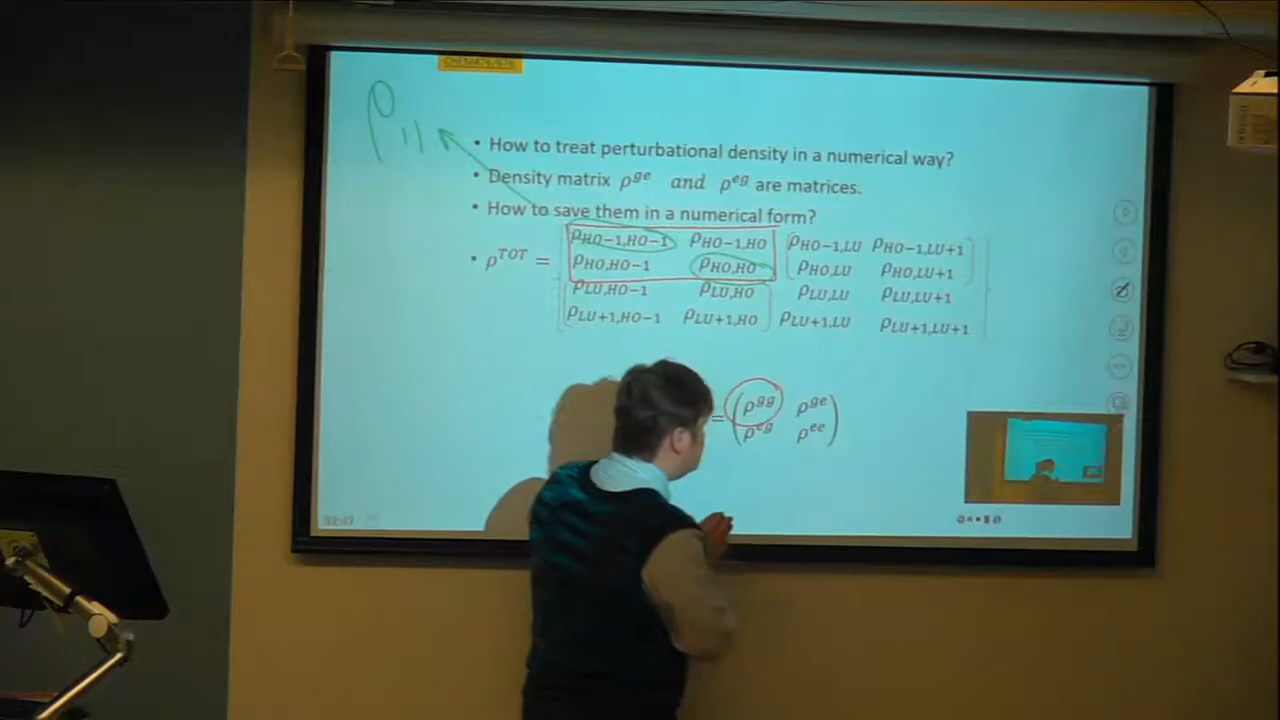 CHEM476/676
ρ11
• How to treat perturbational density in a numerical way?
• Density matrix ρ^ge and ρ^eg are matrices.
• How to save them in a numerical form?
ρHO−1,HO−1 ρHO−1,HO ρHO−1,LU ρHO−1,LU+1
• ρ^TOT =
ρHO,HO−1 ρHO,HO ρHO,LU ρHO,LU+1
ρLU,HO−1 ρLU,HO ρLU,LU ρLU,LU+1
ρLU+1,HO−1 ρLU+1,HO ρLU+1,LU ρLU+1,LU+1
= (ρ^gg ρ^ge
ρ^eg ρ^ee)